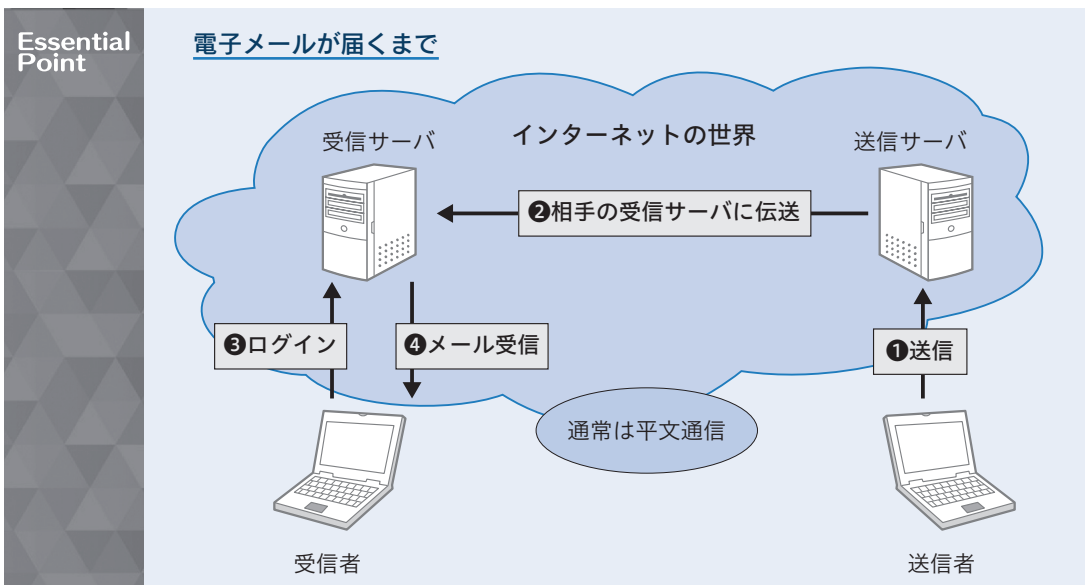 Essential
Point
電子メールが届くまで
インターネットの世界
受信サーバ
送信サーバ
❷相手の受信サーバに伝送
❸ログイン
❹メール受信
❶送信
通常は平文通信
受信者
送信者